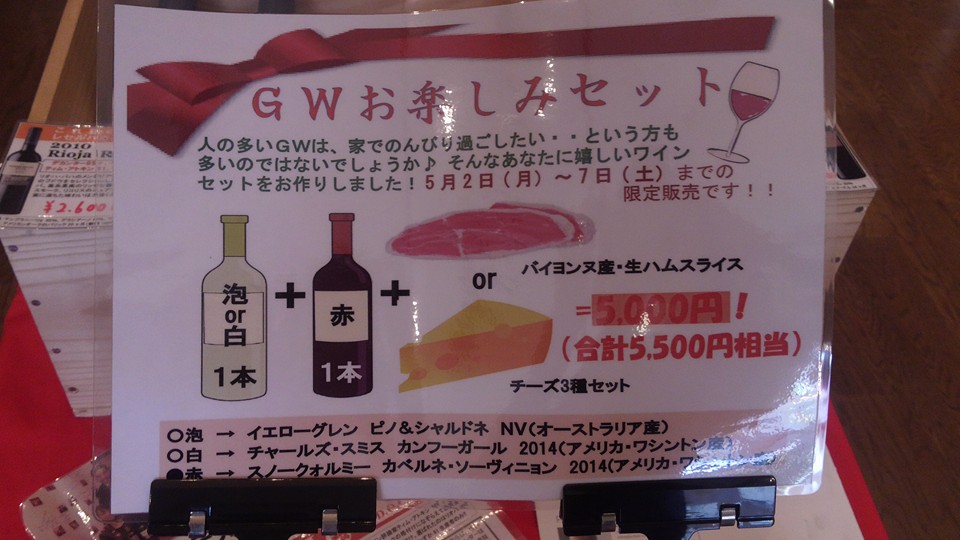 GWお楽しみセット
人の多いGWは、家でのんびり過ごしたい・・という方も
多いのではないでしょうか♪ そんなあなたに嬉しいワイン
セットをお作りしました！5月2日（月）～7日（土）までの
限定販売です！！
泡
or
白
1本
+
赤
1本
+
or
バイヨンヌ産・生ハムスライス
チーズ3種セット
=5,000円！
（合計5,500円相当）
○泡 → イエローグレン ピノ&シャルドネ NV（オーストラリア産）
○白 → チャールズ・スミス カンフーガール 2014（アメリカ・ワシントン産）
●赤 → スノークォルミー カベルネ・ソーヴィニョン 2014（アメリカ・ワ
2010
Rioja
¥2,600